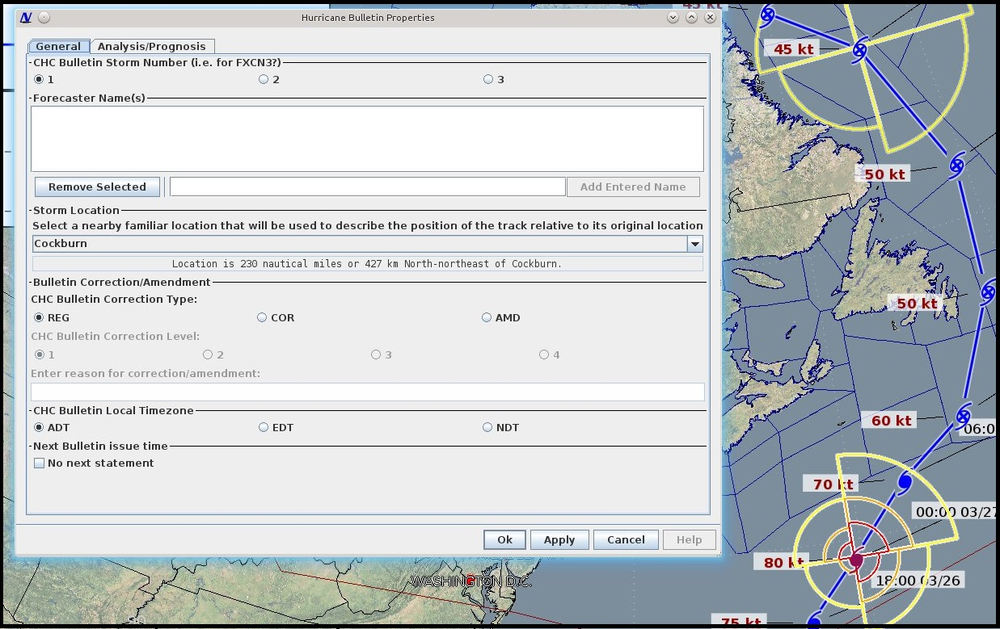 Hurricane Bulletin Properties
General
Analysis/Prognosis
CHC Bulletin Storm Number (i.e. for FXCN3?)
1
2
3
Forecaster Name(s)
Remove Selected
Add Entered Name
Storm Location
Select a nearby familiar location that will be used to describe the position of the track relative to its original location
Cockburn
Location is 230 nautical miles or 427 km North-northeast of Cockburn.
Bulletin Correction/Amendment
CHC Bulletin Correction Type:
REG
COR
AMD
CHC Bulletin Correction Level:
1
2
3
4
Enter reason for correction/amendment:
CHC Bulletin Local Timezone
ADT
EDT
NDT
Next Bulletin issue time
No next statement
Ok
Apply
Cancel
Help
45 kt
45 kt
50 kt
50 kt
60 kt
06:0
70 kt
00:00 03/27
80 kt
18:00 03/26
75 kt
WASHINGTON D.C.